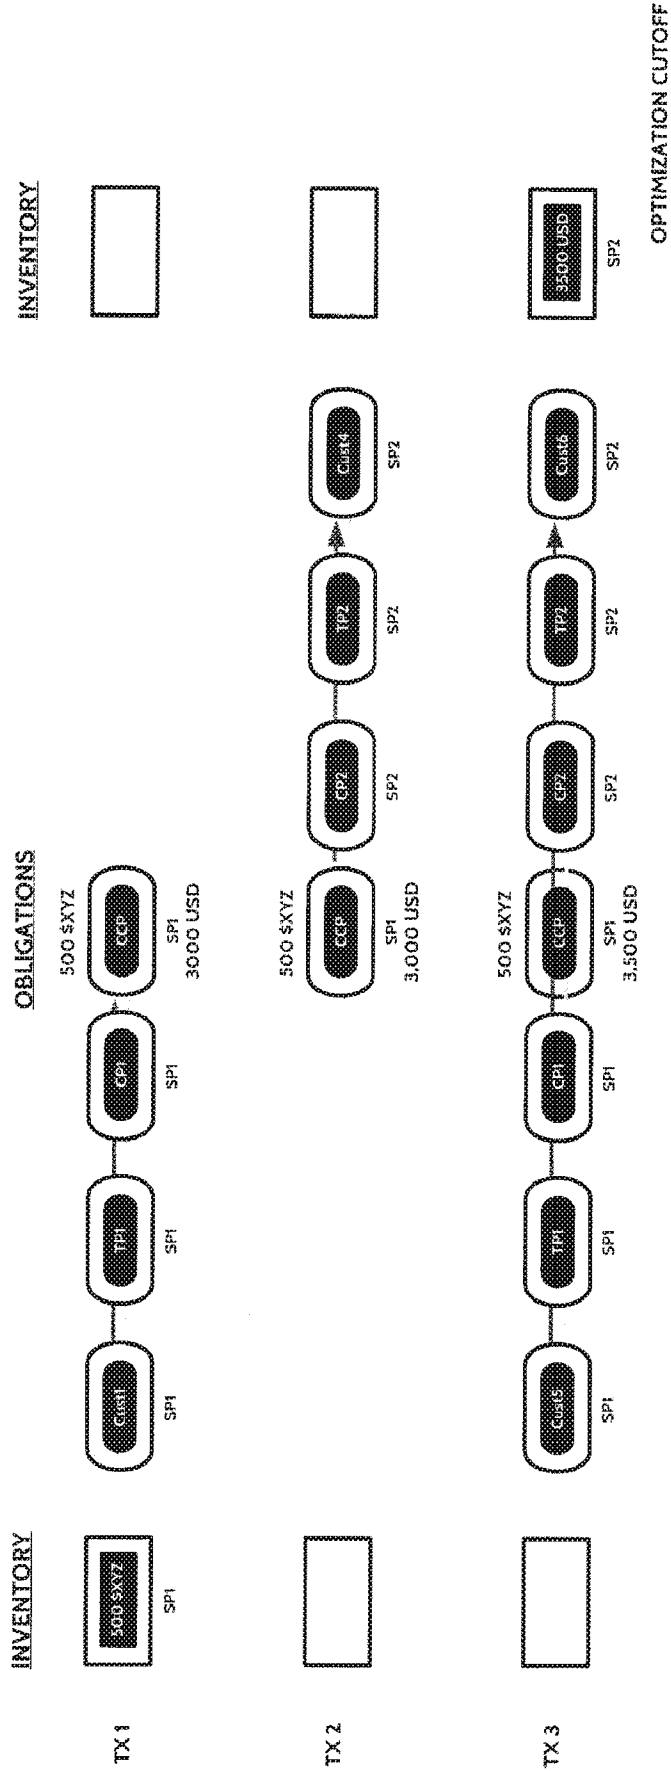 INVENTORY
OBLIGATIONS
INVENTORY
TX 1
500 $XYZ
SP1
Cust1
SP1
TP1
SP1
CP1
SP1
500 $XYZ
CCP
SP1
3000 USD
TX 2
500 $XYZ
CCP
SP1
3,000 USD
CP2
SP2
TP2
SP2
Cust4
SP2
TX 3
Cust5
SP1
TP1
SP1
CP1
SP1
500 $XYZ
CCP
SP1
3,500 USD
CP2
SP2
TP2
SP2
Cust6
SP2
3500 USD
SP2
OPTIMIZATION CUTOFF